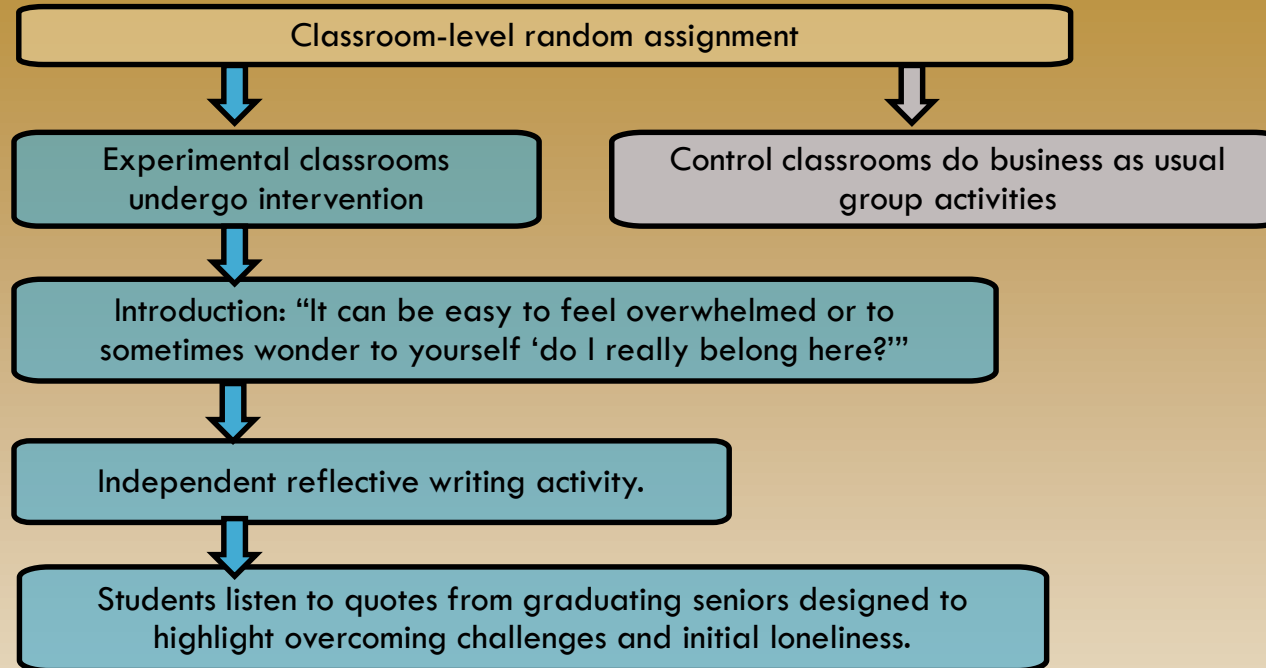 Classroom-level random assignment
Experimental classrooms
undergo intervention
Control classrooms do business as usual
group activities
Introduction: “It can be easy to feel overwhelmed or to
sometimes wonder to yourself ‘do I really belong here?’”
Independent reflective writing activity.
Students listen to quotes from graduating seniors designed to
highlight overcoming challenges and initial loneliness.